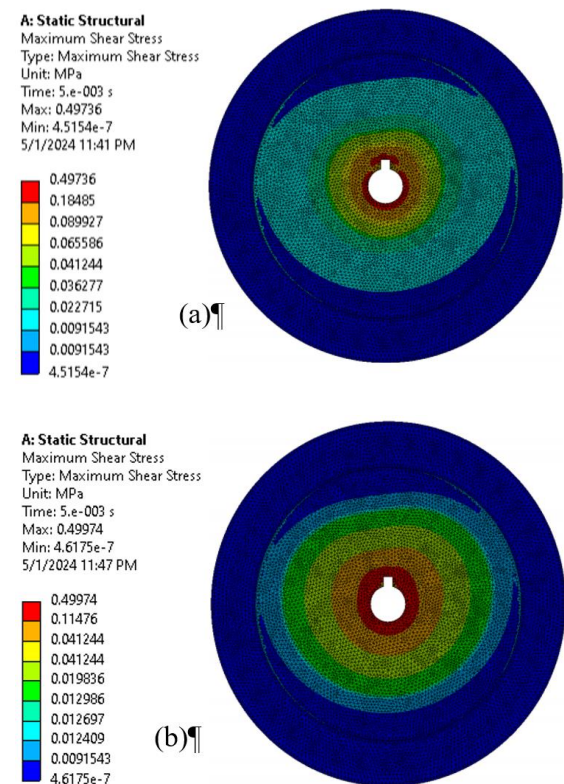 A: Static Structural
Maximum Shear Stress
Type: Maximum Shear Stress
Unit: MPa
Time: 5.e-003 s
Max: 0.49736
Min: 4.5154e-7
5/1/2024 11:41 PM
0.49736
0.18485
0.089927
0.065586
0.041244
0.036277
0.022715
0.0091543
0.0091543
4.5154e-7
(a)¶
A: Static Structural
Maximum Shear Stress
Type: Maximum Shear Stress
Unit: MPa
Time: 5.e-003 s
Max: 0.49974
Min: 4.6175e-7
5/1/2024 11:47 PM
0.49974
0.11476
0.041244
0.041244
0.019836
0.012986
0.012697
0.012409
0.0091543
4.6175e-7
(b)¶